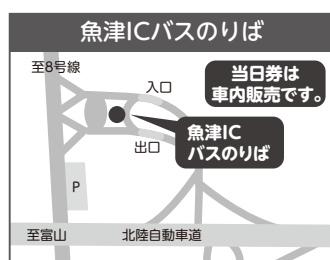 魚津ICバスのりば
至8号線
入口
当日券は
車内販売です。
出口
魚津IC
バスのりば
P
至富山
北陸自動車道